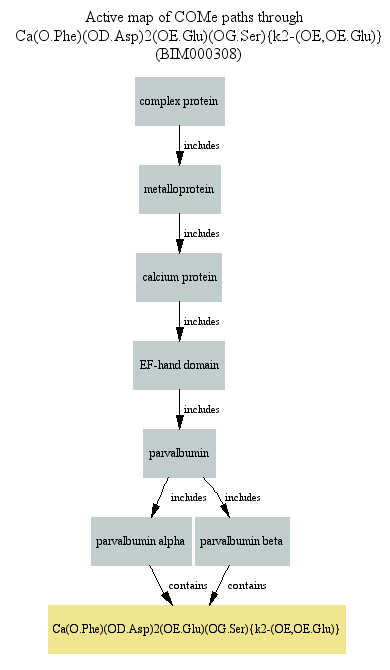 Active map of COMe paths through
Ca(O.Phe)(OD.Asp)2(OE.Glu)(OG.Ser){k2-(OE,OE.Glu)}
(BIM000308)
complex protein
includes
metalloprotein
includes
calcium protein
includes
EF-hand domain
includes
parvalbumin
includes includes
parvalbumin alpha parvalbumin beta
contains contains
Ca(O.Phe)(OD.Asp)2(OE.Glu)(OG.Ser){k2-(OE,OE.Glu)}